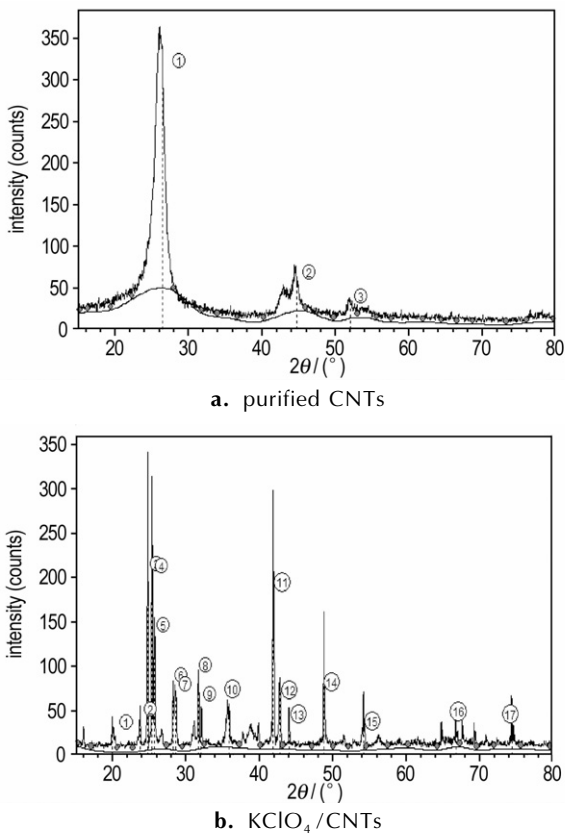 350
300
250
200
150
100
50
0
intensity (counts)
①
②
③
20 30 40 50 60 70 80
2θ/(°)
a. purified CNTs
350
300
250
200
150
100
50
0
intensity (counts)
① ② ④ ⑤ ⑥ ⑦ ⑧ ⑨ ⑩ ⑪ ⑫ ⑬ ⑭ ⑮ ⑯ ⑰
20 30 40 50 60 70 80
2θ/(°)
b. KClO₄/CNTs